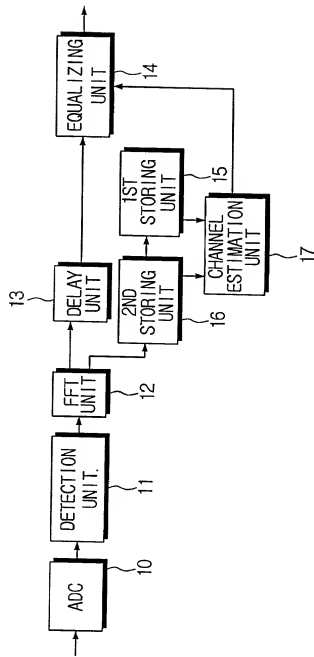 ADC
10
DETECTION
UNIT.
11
FFT
UNIT
12
DELAY
UNIT
13
EQUALIZING
UNIT
14
1ST
STORING
UNIT
15
2ND
STORING
UNIT
16
CHANNEL
ESTIMATION
UNIT
17